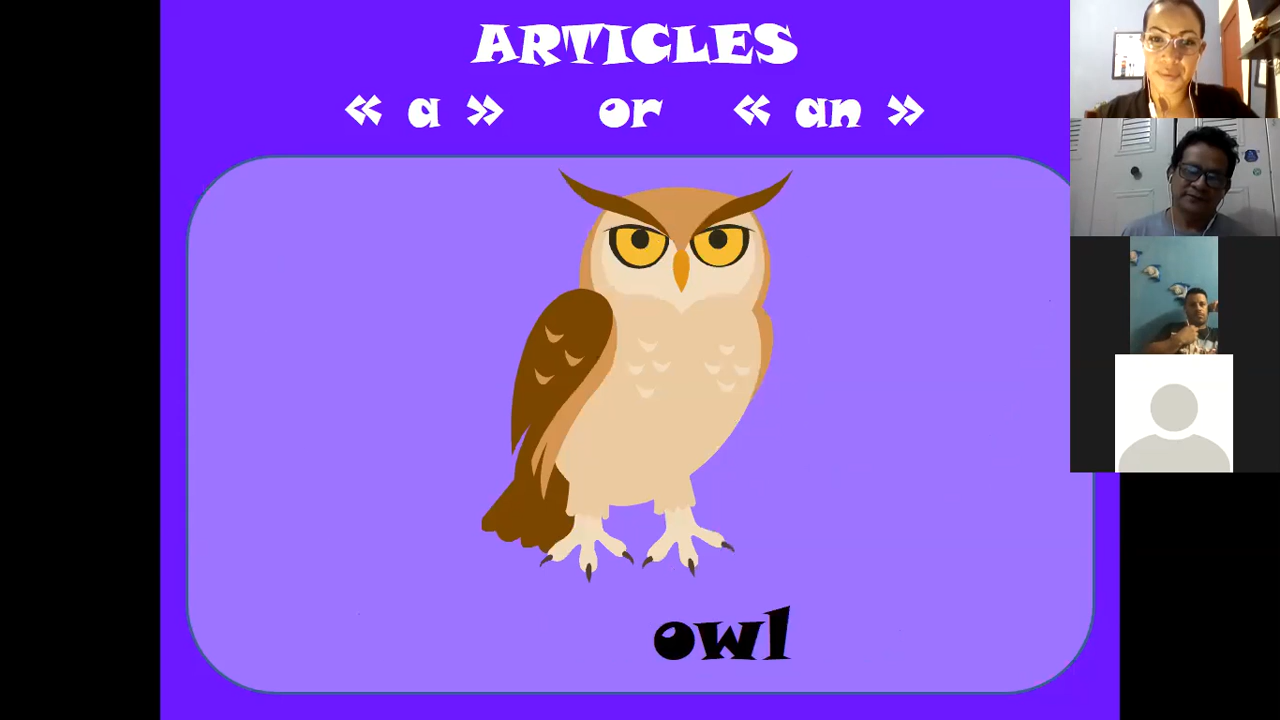 ARTICLES
« a » or « an »
owl